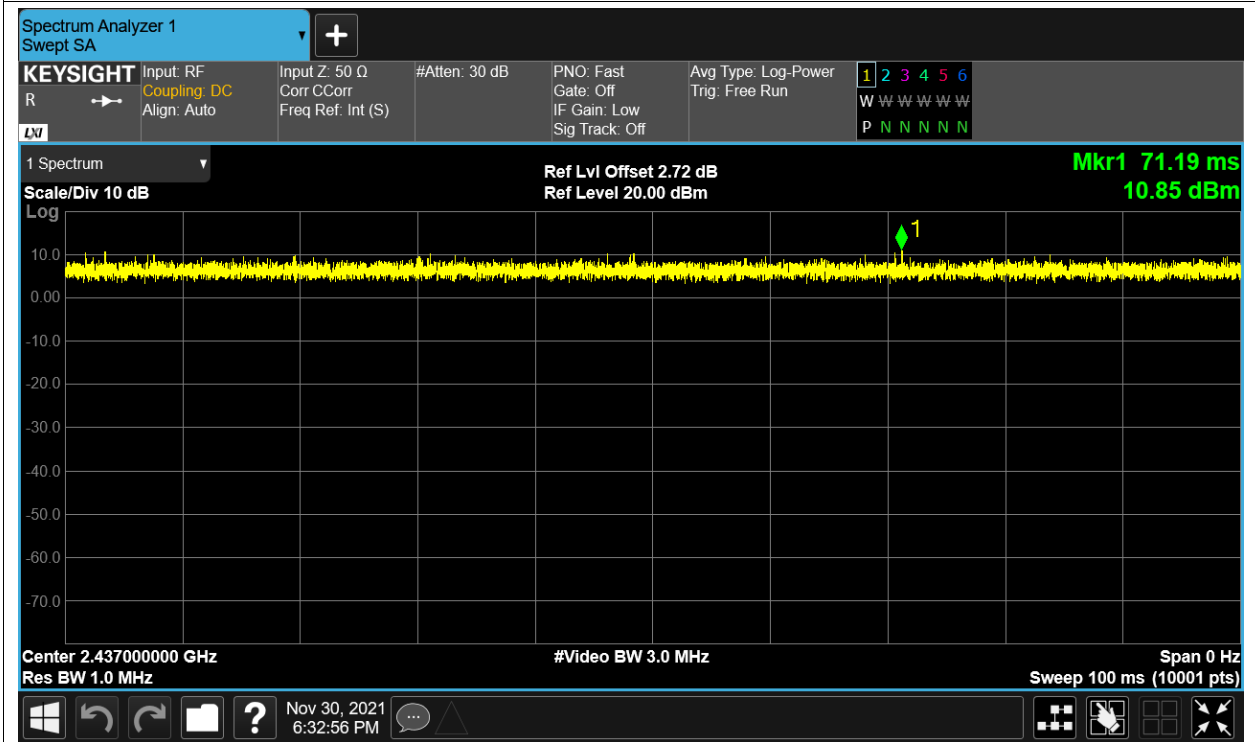 Spectrum Analyzer 1
Swept SA
+
KEYSIGHT
R
LXI
Input: RF
Coupling: DC
Align: Auto
Input Z: 50 Ω
Corr CCorr
Freq Ref: Int (S)
#Atten: 30 dB
PNO: Fast
Gate: Off
IF Gain: Low
Sig Track: Off
Avg Type: Log-Power
Trig: Free Run
1 2 3 4 5 6
W W W W W W
P N N N N N
1 Spectrum
Scale/Div 10 dB
Log
Ref Lvl Offset 2.72 dB
Ref Level 20.00 dBm
Mkr1 71.19 ms
10.85 dBm
1
10.0
0.00
-10.0
-20.0
-30.0
-40.0
-50.0
-60.0
-70.0
Center 2.437000000 GHz
Res BW 1.0 MHz
#Video BW 3.0 MHz
Span 0 Hz
Sweep 100 ms (10001 pts)
?
Nov 30, 2021
6:32:56 PM